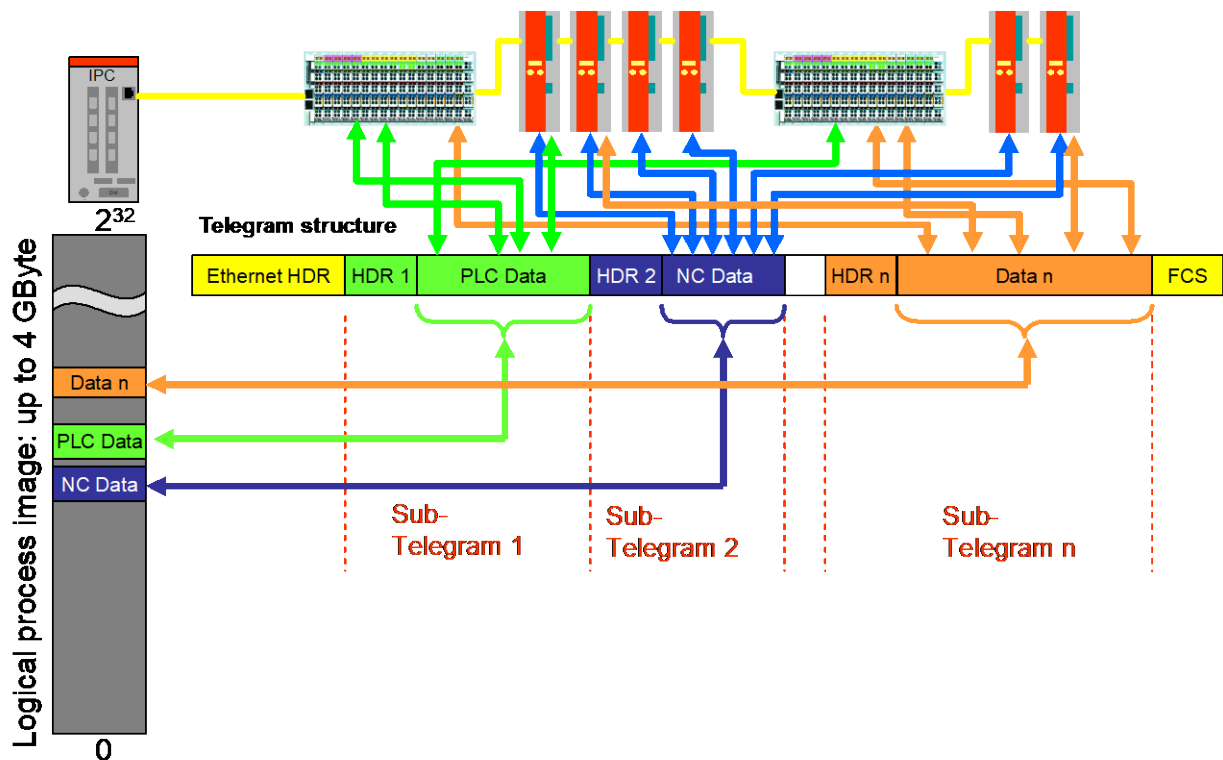 IPC
2³²
Telegram structure
Ethernet HDR
HDR 1
PLC Data
HDR 2
NC Data
HDR n
Data n
FCS
Logical process image: up to 4 GByte
Data n
PLC Data
NC Data
Sub-
Telegram 1
Sub-
Telegram 2
Sub-
Telegram n
0